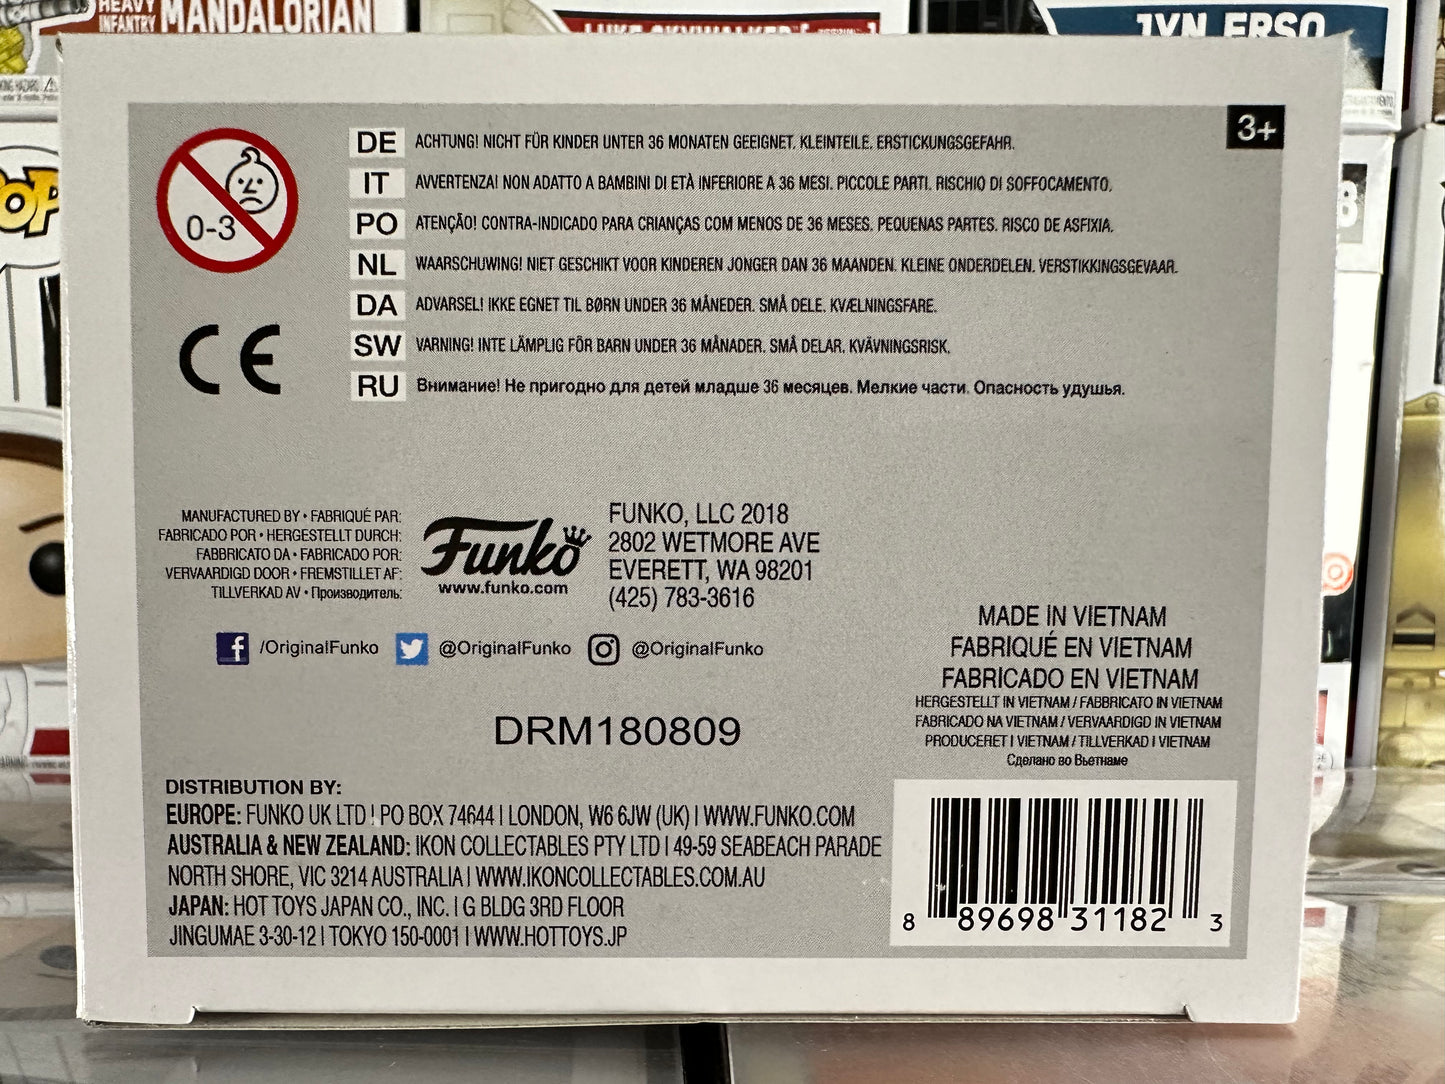 HEAVY
INFANTRY MANDALORIAN
LUKE SKYWALKER
JYN ERSO
POP
8
3+
0-3
DE ACHTUNG! NICHT FÜR KINDER UNTER 36 MONATEN GEEIGNET. KLEINTEILE. ERSTICKUNGSGEFAHR.
IT AVVERTENZA! NON ADATTO A BAMBINI DI ETÀ INFERIORE A 36 MESI. PICCOLE PARTI. RISCHIO DI SOFFOCAMENTO.
PO ATENÇÃO! CONTRA-INDICADO PARA CRIANÇAS COM MENOS DE 36 MESES. PEQUENAS PARTES. RISCO DE ASFIXIA.
NL WAARSCHUWING! NIET GESCHIKT VOOR KINDEREN JONGER DAN 36 MAANDEN. KLEINE ONDERDELEN. VERSTIKKINGSGEVAAR.
DA ADVARSEL! IKKE EGNET TIL BØRN UNDER 36 MÅNEDER. SMÅ DELE. KVÆLNINGSFARE.
SW VARNING! INTE LÄMPLIG FÖR BARN UNDER 36 MÅNADER. SMÅ DELAR. KVÄVNINGSRISK.
RU Внимание! Не пригодно для детей младше 36 месяцев. Мелкие части. Опасность удушья.
CE
MANUFACTURED BY • FABRIQUÉ PAR:
FABRICADO POR • HERGESTELLT DURCH:
FABBRICATO DA • FABRICADO POR:
VERVAARDIGD DOOR • FREMSTILLET AF:
TILLVERKAD AV • Производитель:
Funko
www.funko.com
FUNKO, LLC 2018
2802 WETMORE AVE
EVERETT, WA 98201
(425) 783-3616
/OriginalFunko @OriginalFunko @OriginalFunko
DRM180809
MADE IN VIETNAM
FABRIQUÉ EN VIETNAM
FABRICADO EN VIETNAM
HERGESTELLT IN VIETNAM / FABBRICATO IN VIETNAM
FABRICADO NA VIETNAM / VERVAARDIGD IN VIETNAM
PRODUCERET I VIETNAM / TILLVERKAD I VIETNAM
Сделано во Вьетнаме
DISTRIBUTION BY:
EUROPE: FUNKO UK LTD | PO BOX 74644 | LONDON, W6 6JW (UK) | WWW.FUNKO.COM
AUSTRALIA & NEW ZEALAND: IKON COLLECTABLES PTY LTD | 49-59 SEABEACH PARADE
NORTH SHORE, VIC 3214 AUSTRALIA | WWW.IKONCOLLECTABLES.COM.AU
JAPAN: HOT TOYS JAPAN CO., INC. | G BLDG 3RD FLOOR
JINGUMAE 3-30-12 | TOKYO 150-0001 | WWW.HOTTOYS.JP
8 89698 31182 3